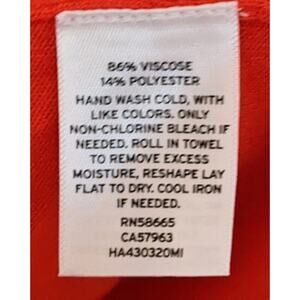 86% VISCOSE
14% POLYESTER
HAND WASH COLD, WITH
LIKE COLORS. ONLY
NON-CHLORINE BLEACH IF
NEEDED. ROLL IN TOWEL
TO REMOVE EXCESS
MOISTURE, RESHAPE LAY
FLAT TO DRY. COOL IRON
IF NEEDED.
RN58665
CA57963
HA430320MI